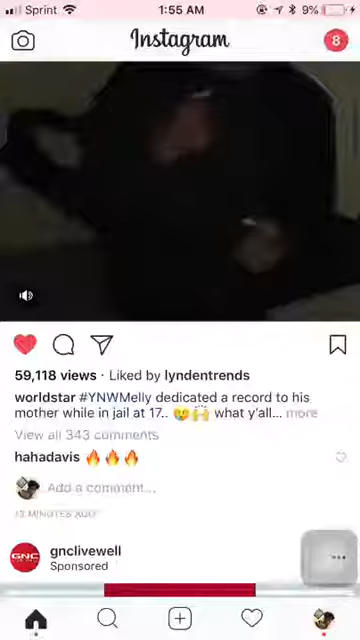 Sprint 1:55 AM 9%
Instagram 8
59,118 views · Liked by lyndentrends
worldstar #YNWMelly dedicated a record to his
mother while in jail at 17.. 😢🙌 what y'all... more
View all 343 comments
hahadavis 🔥🔥🔥
Add a comment...
GNC gnclivewell
Sponsored